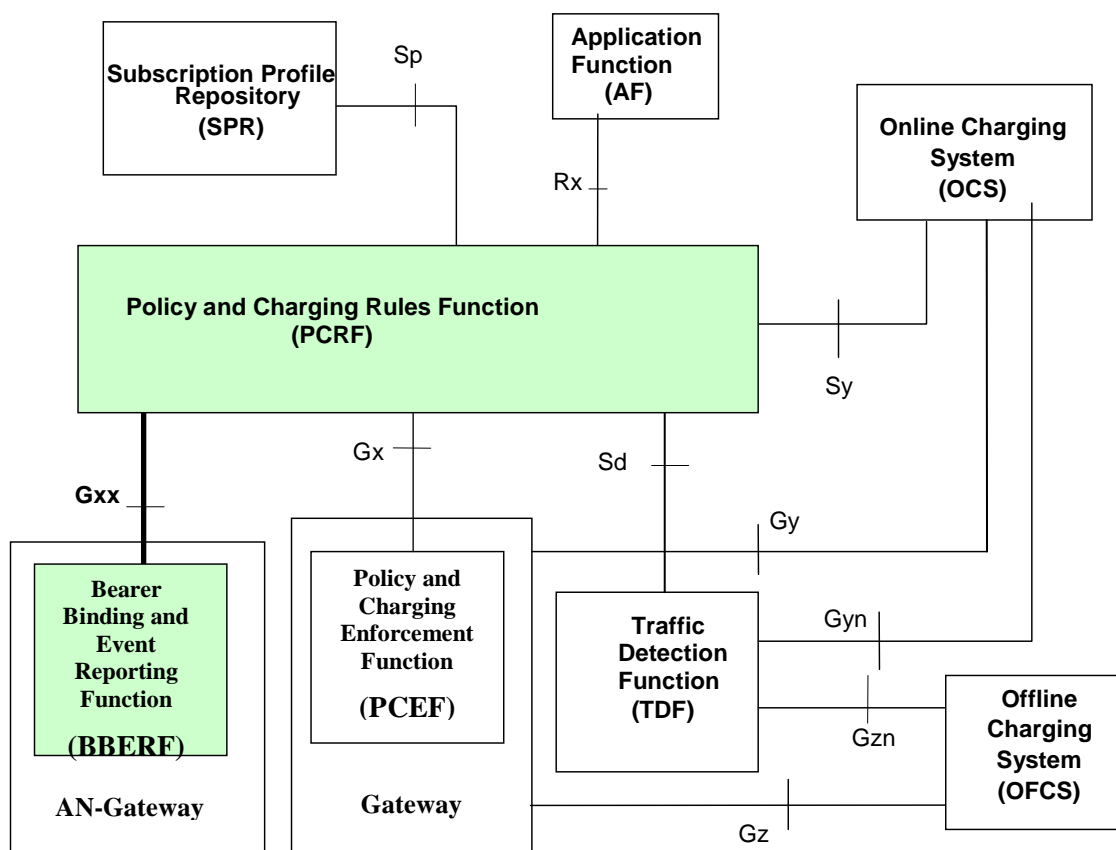 Subscription Profile
Repository
(SPR)
Sp
Application
Function
(AF)
Rx
Online Charging
System
(OCS)
Policy and Charging Rules Function
(PCRF)
Sy
Gxx
Gx
Sd
Gy
Bearer
Binding and
Event
Reporting
Function
(BBERF)
AN-Gateway
Policy and
Charging
Enforcement
Function
(PCEF)
Gateway
Traffic
Detection
Function
(TDF)
Gyn
Gzn
Gz
Offline
Charging
System
(OFCS)